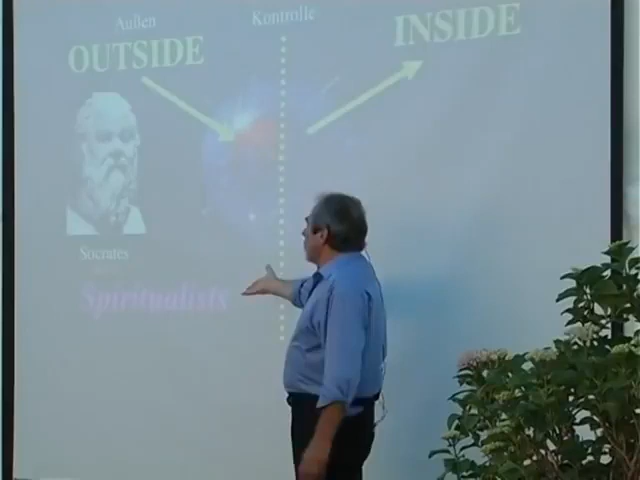 Außen
Kontrolle
OUTSIDE
INSIDE
Socrates
Spiritualists